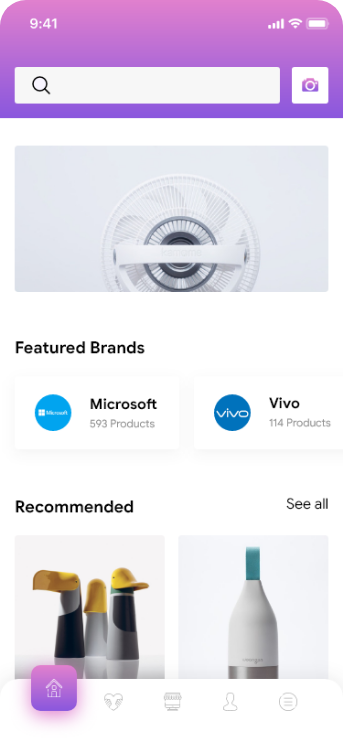 9:41
Featured Brands
Microsoft
Microsoft
593 Products
vivo
Vivo
114 Products
Recommended
See all